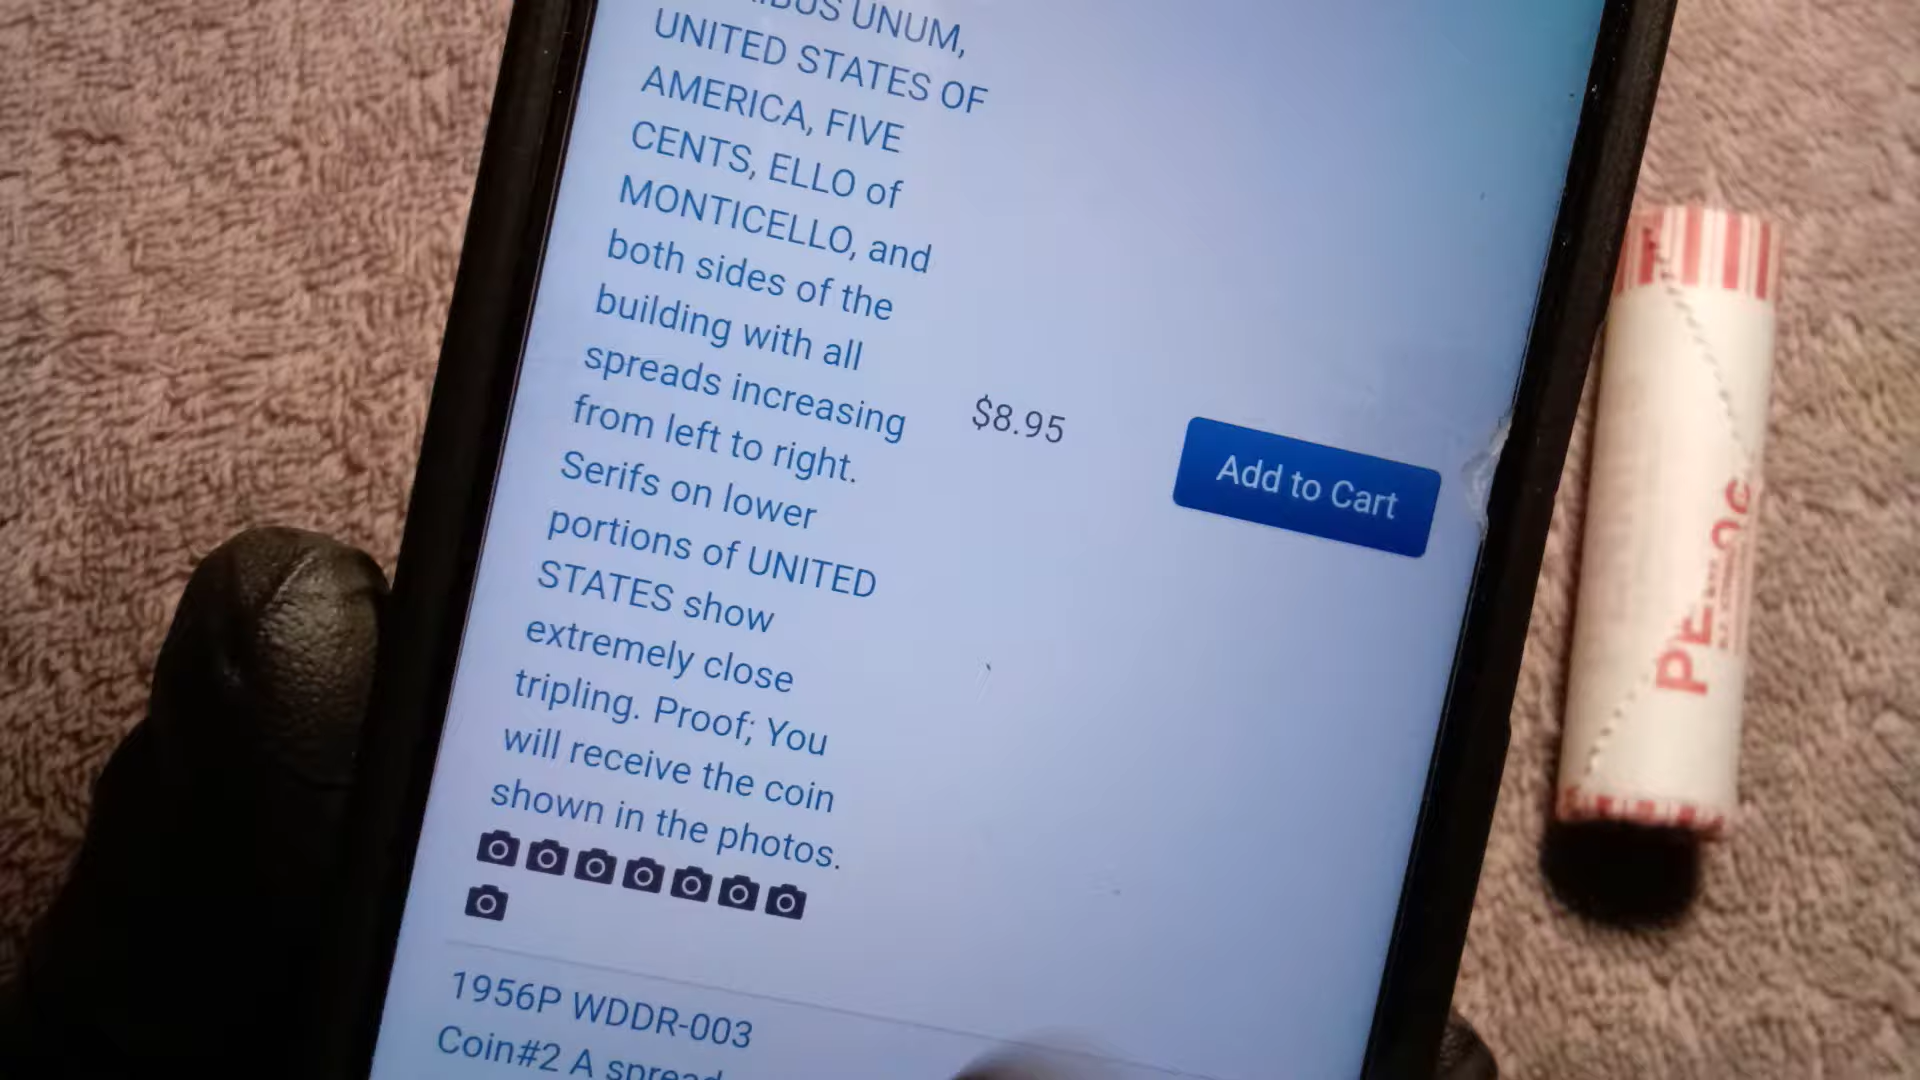 UNUM,
UNITED STATES OF
AMERICA, FIVE
CENTS, ELLO of
MONTICELLO, and
both sides of the
building with all
spreads increasing
from left to right.
Serifs on lower
portions of UNITED
STATES show
extremely close
tripling. Proof; You
will receive the coin
shown in the photos.
$8.95
Add to Cart
1956P WDDR-003
Coin#2 A spread